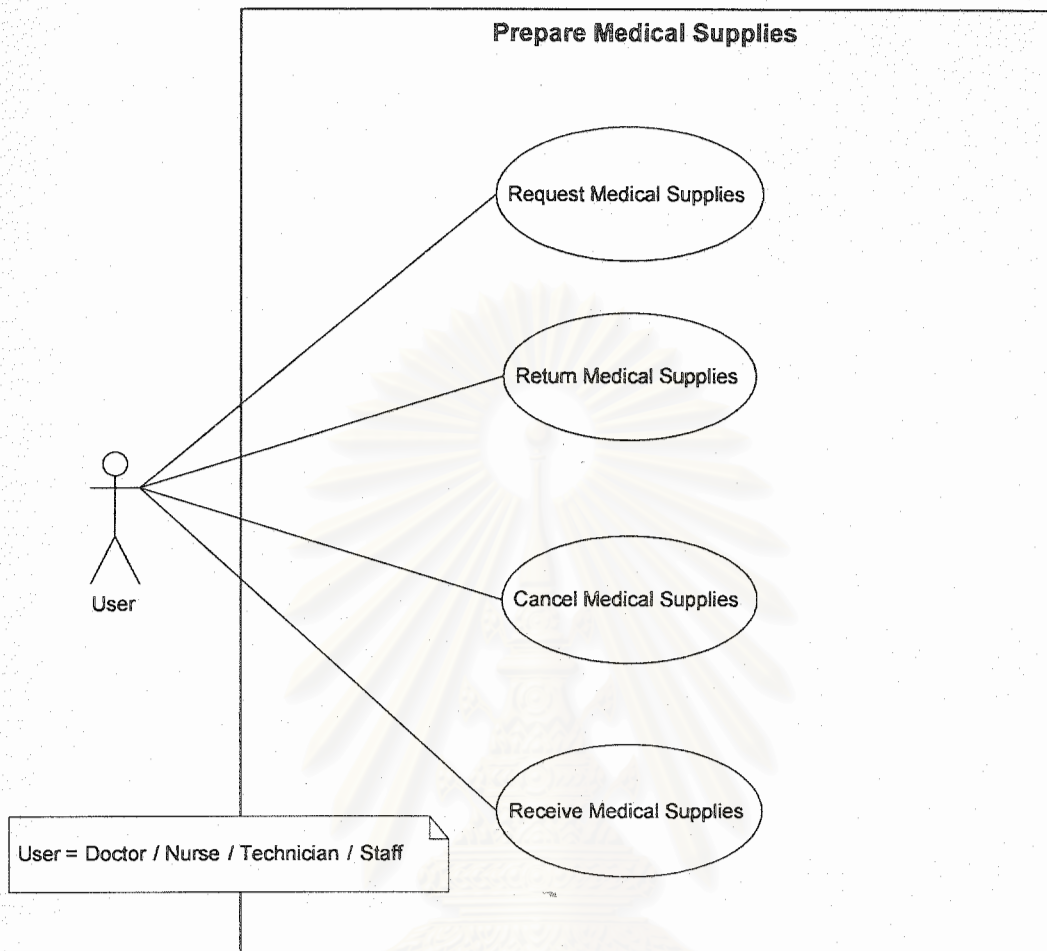 Prepare Medical Supplies
Request Medical Supplies
Return Medical Supplies
User
Cancel Medical Supplies
Receive Medical Supplies
User = Doctor / Nurse / Technician / Staff